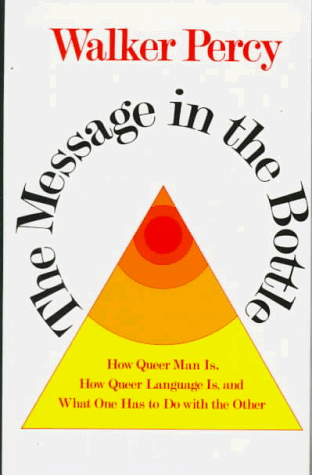 Walker Percy
The Message in the Bottle
How Queer Man Is,
How Queer Language Is, and
What One Has to Do with the Other